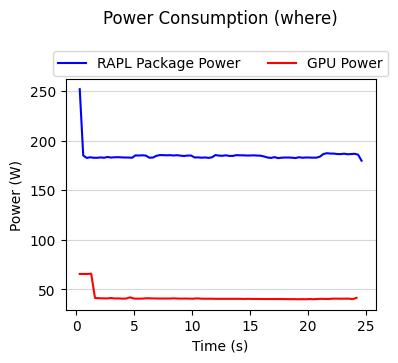 Power Consumption (where)
RAPL Package Power GPU Power
250
200
150
100
50
Power (W)
0 5 10 15 20 25
Time (s)